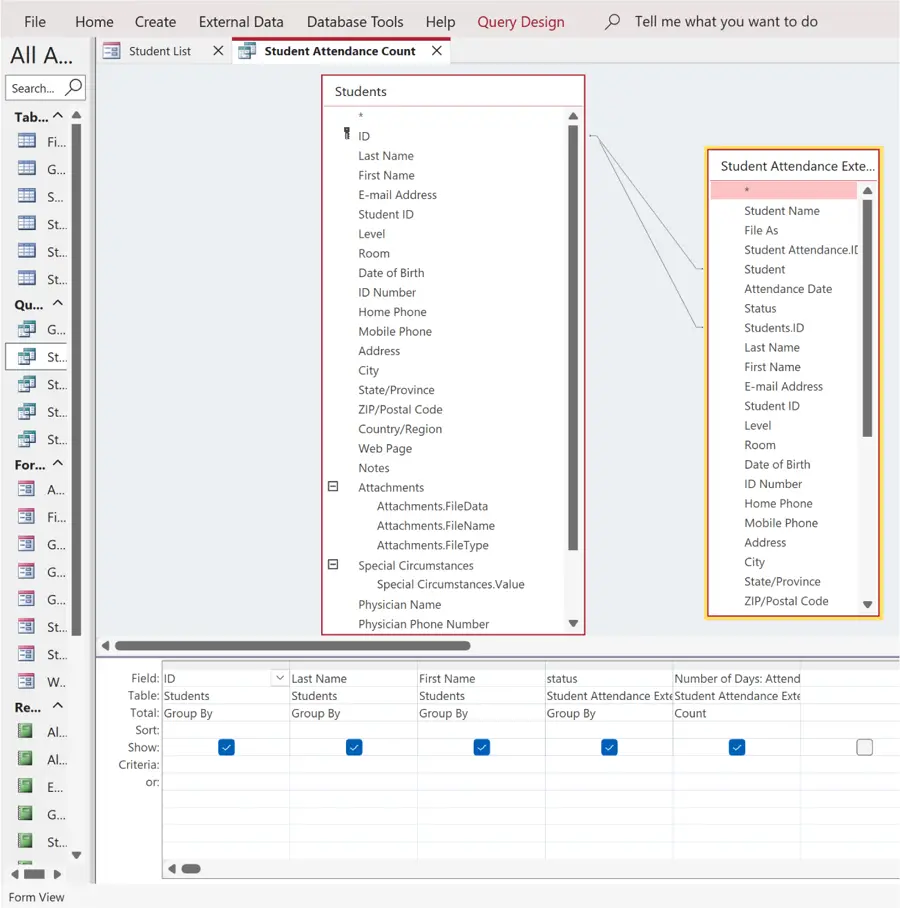 File Home Create External Data Database Tools Help Query Design Tell me what you want to do
All A...
Student List
Student Attendance Count
Search...
Tab...
Fi...
G...
S...
St...
St...
St...
Qu...
G...
St...
St...
St...
St...
For...
A...
Fi...
G...
G...
G...
St...
St...
W...
Re...
Al...
Al...
E...
G...
St...
Students
*
ID
Last Name
First Name
E-mail Address
Student ID
Level
Room
Date of Birth
ID Number
Home Phone
Mobile Phone
Address
City
State/Province
ZIP/Postal Code
Country/Region
Web Page
Notes
Attachments
Attachments.FileData
Attachments.FileName
Attachments.FileType
Special Circumstances
Special Circumstances.Value
Physician Name
Physician Phone Number
Student Attendance Exte...
*
Student Name
File As
Student Attendance.ID
Student
Attendance Date
Status
Students.ID
Last Name
First Name
E-mail Address
Student ID
Level
Room
Date of Birth
ID Number
Home Phone
Mobile Phone
Address
City
State/Province
ZIP/Postal Code
Field: ID Last Name First Name status Number of Days: Attend
Table: Students Students Students Student Attendance Exte Student Attendance Exte
Total: Group By Group By Group By Group By Count
Sort:
Show:
Criteria:
or:
Form View